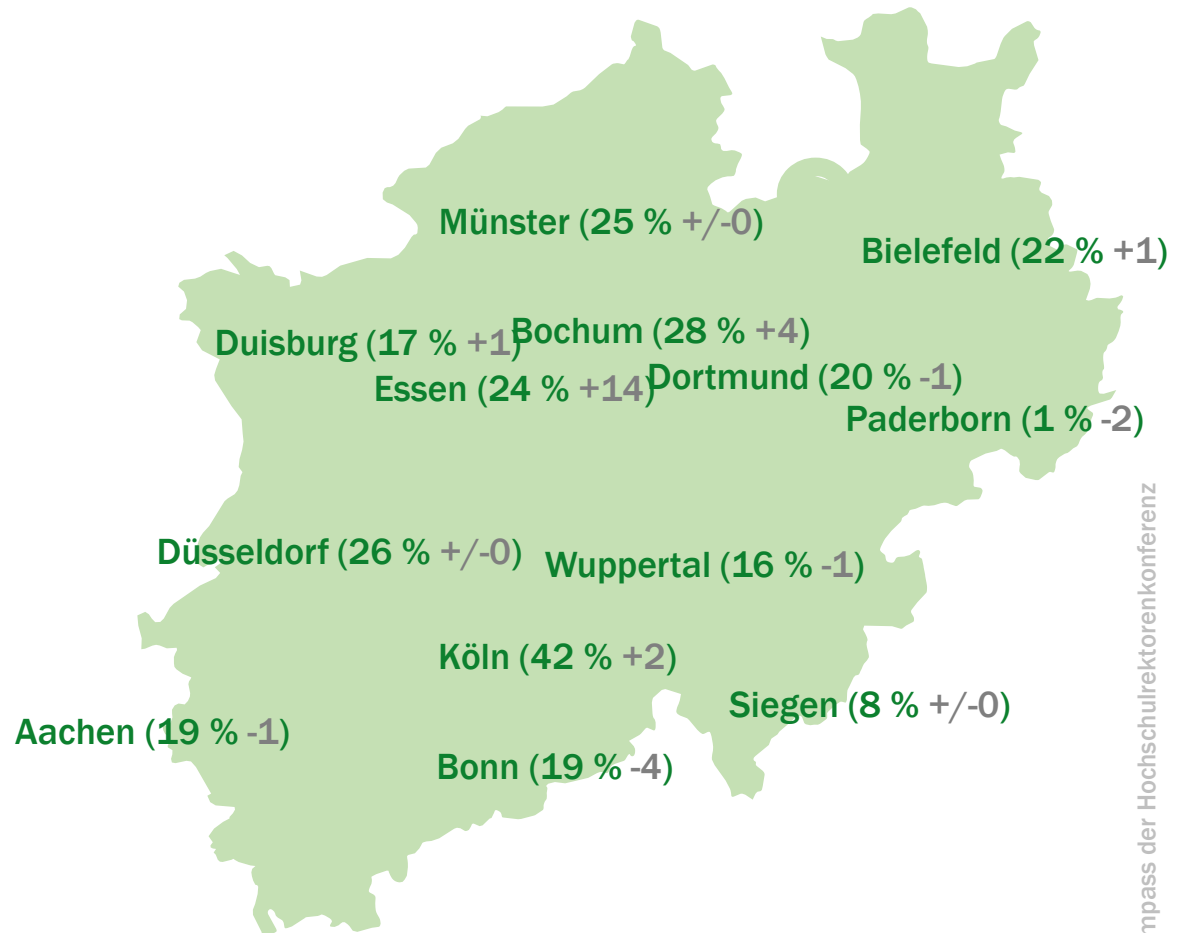 Münster (25 % +/-0)
Bielefeld (22 % +1)
Duisburg (17 % +1)
Bochum (28 % +4)
Essen (24 % +14)
Dortmund (20 % -1)
Paderborn (1 % -2)
Düsseldorf (26 % +/-0)
Wuppertal (16 % -1)
Köln (42 % +2)
Siegen (8 % +/-0)
Aachen (19 % -1)
Bonn (19 % -4)
der Hochschulrektorenkonferenz